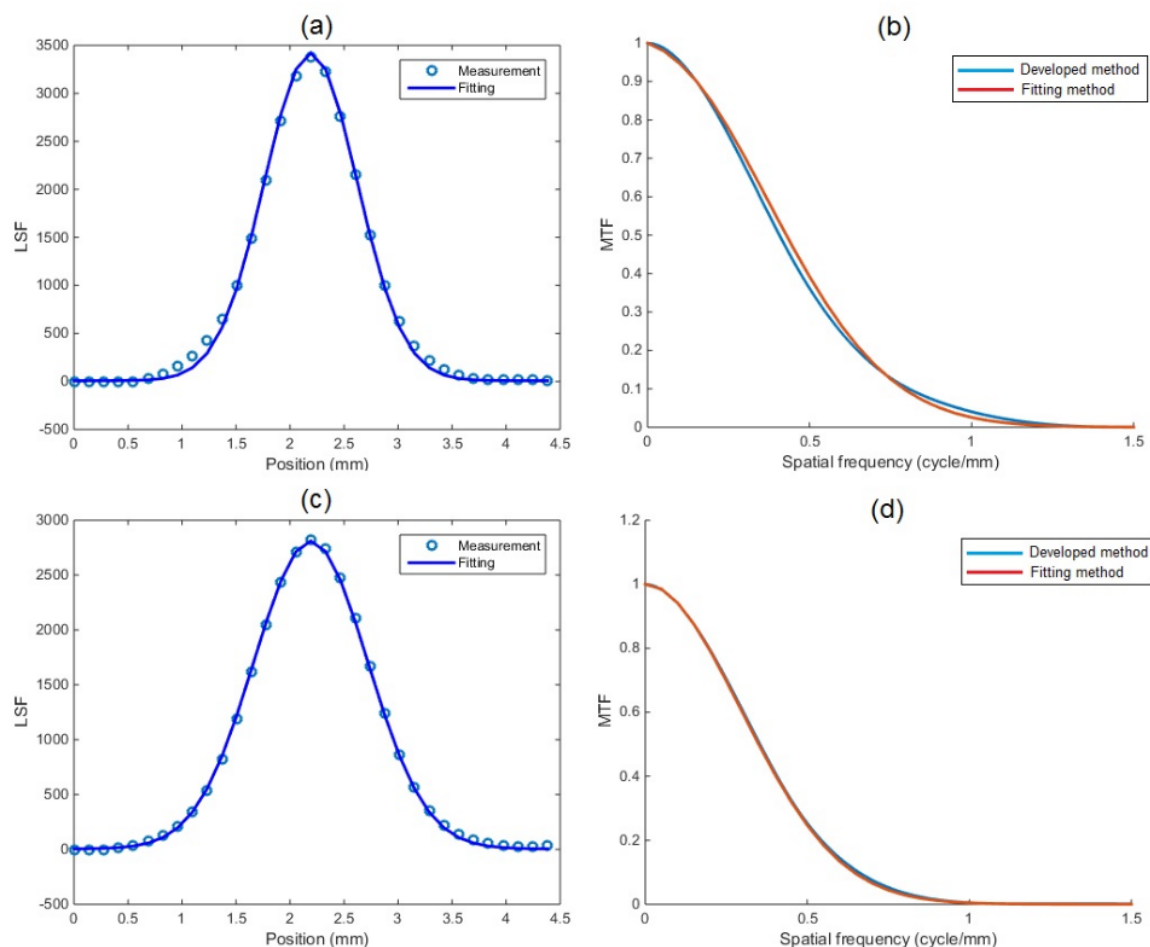 (a)
3500
3000
2500
2000
1500
1000
500
0
-500
LSF
0 0.5 1 1.5 2 2.5 3 3.5 4 4.5
Position (mm)
Measurement
Fitting
(b)
1
0.9
0.8
0.7
0.6
0.5
0.4
0.3
0.2
0.1
0
MTF
0 0.5 1 1.5
Spatial frequency (cycle/mm)
Developed method
Fitting method
(c)
3000
2500
2000
1500
1000
500
0
-500
LSF
0 0.5 1 1.5 2 2.5 3 3.5 4 4.5
Position (mm)
Measurement
Fitting
(d)
1.2
1
0.8
0.6
0.4
0.2
0
MTF
0 0.5 1 1.5
Spatial frequency (cycle/mm)
Developed method
Fitting method